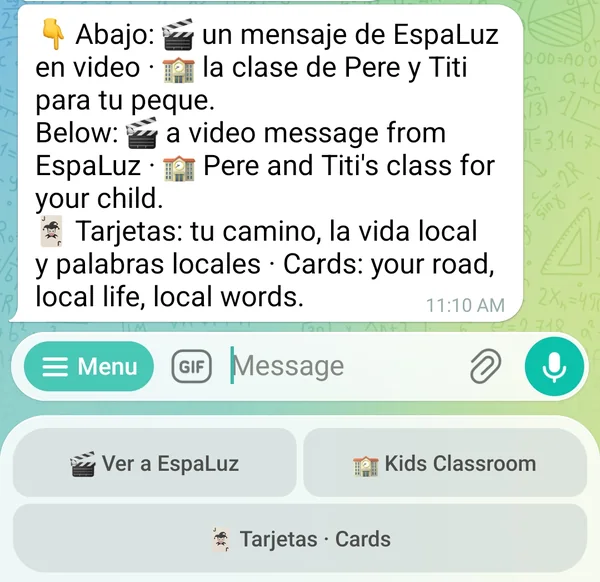 👇 Abajo: 🎬 un mensaje de EspaLuz
en video · 🏫 la clase de Pere y Titi
para tu peque.
Below: 🎬 a video message from
EspaLuz · 🏫 Pere and Titi's class for
your child.
🃏 Tarjetas: tu camino, la vida local
y palabras locales · Cards: your road,
local life, local words.
11:10 AM
Menu GIF Message
🎬 Ver a EspaLuz
🏫 Kids Classroom
🃏 Tarjetas · Cards